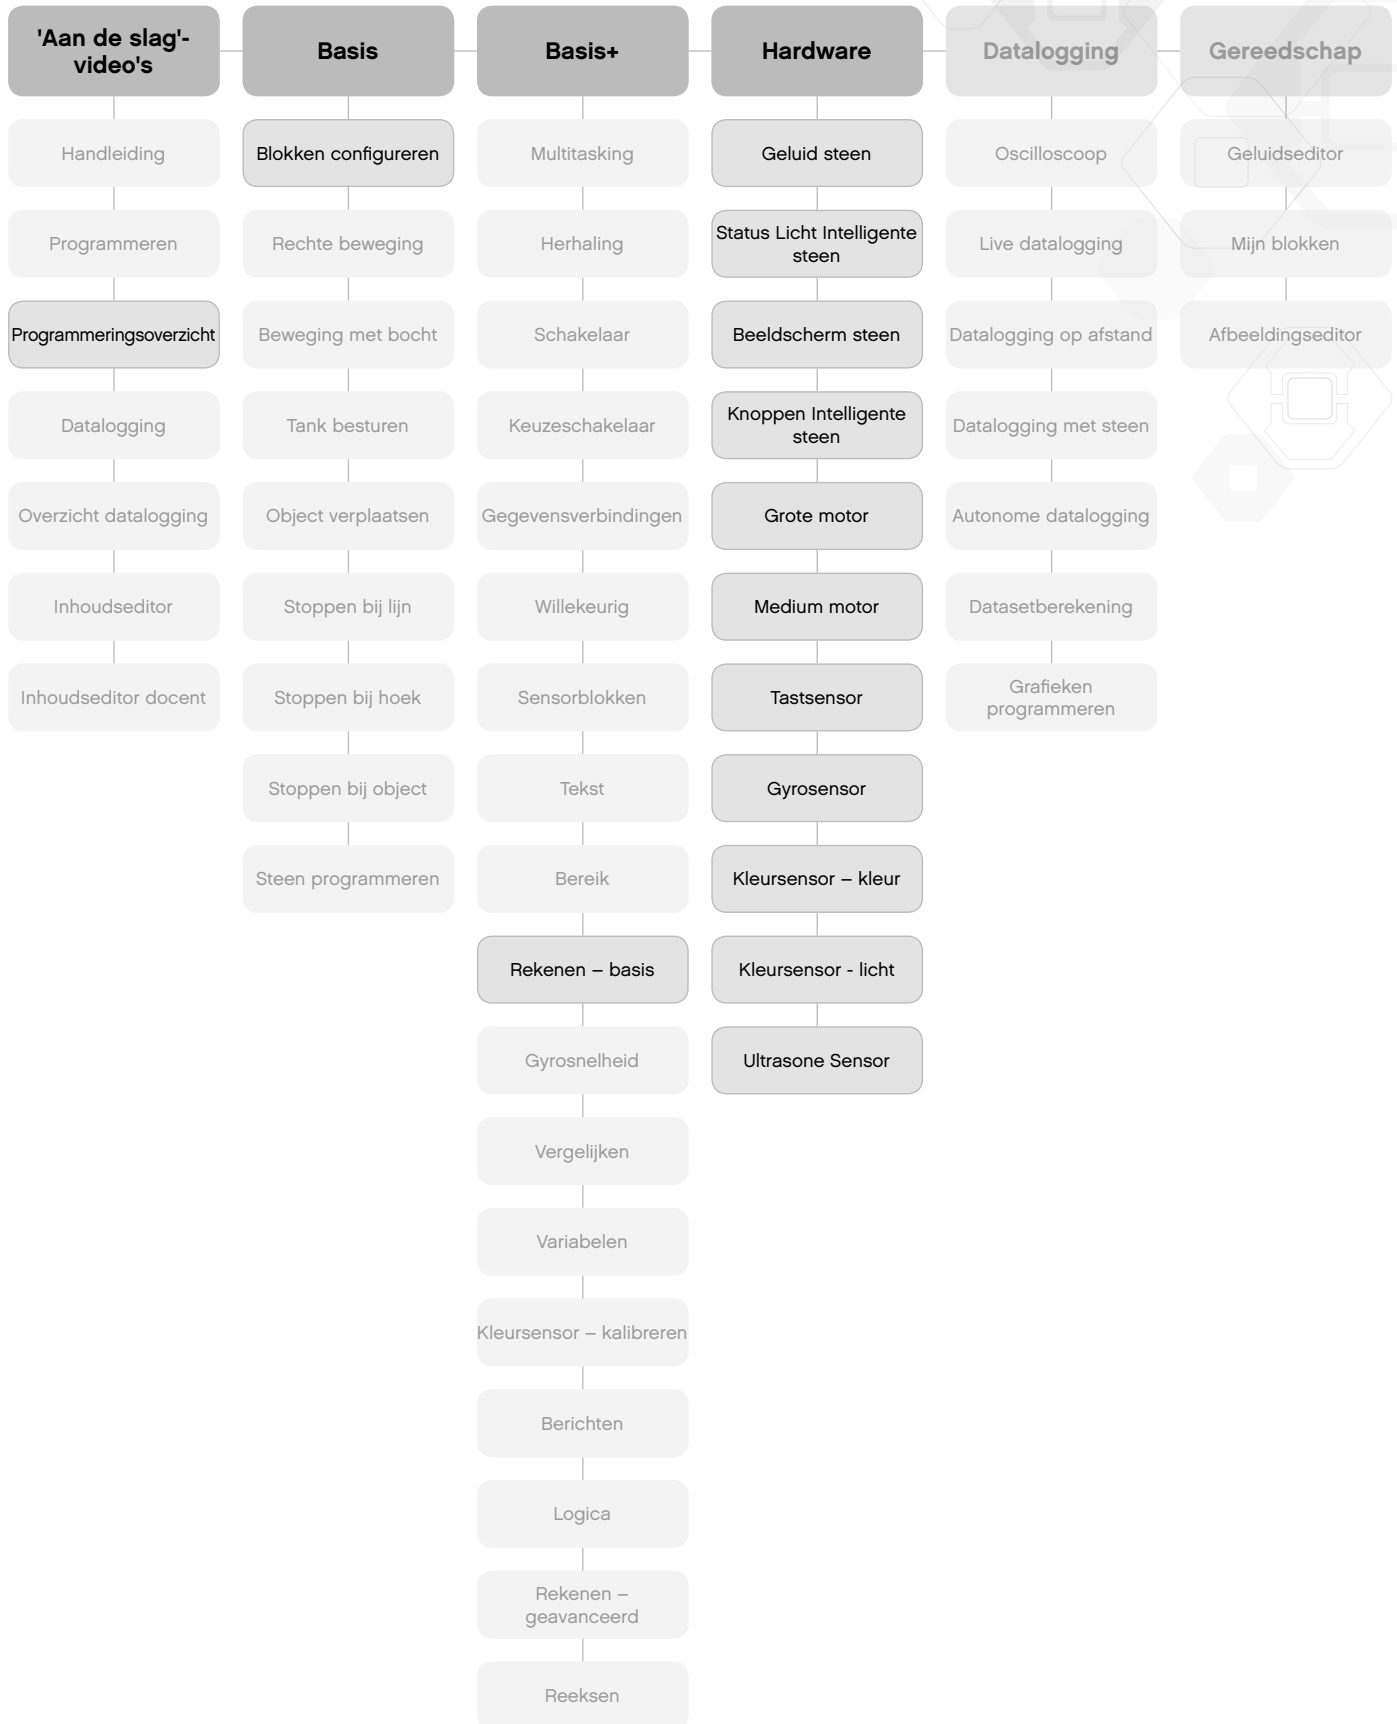 'Aan de slag'-
video's
Basis
Basis+
Hardware
Datalogging
Gereedschap
Handleiding
Programmeren
Programmeringsoverzicht
Datalogging
Overzicht datalogging
Inhoudseditor
Inhoudseditor docent
Blokken configureren
Rechte beweging
Beweging met bocht
Tank besturen
Object verplaatsen
Stoppen bij lijn
Stoppen bij hoek
Stoppen bij object
Steen programmeren
Multitasking
Herhaling
Schakelaar
Keuzeschakelaar
Gegevensverbindingen
Willekeurig
Sensorblokken
Tekst
Bereik
Rekenen – basis
Gyrosnelheid
Vergelijken
Variabelen
Kleursensor – kalibreren
Berichten
Logica
Rekenen –
geavanceerd
Reeksen
Geluid steen
Status Licht Intelligente
steen
Beeldscherm steen
Knoppen Intelligente
steen
Grote motor
Medium motor
Tastsensor
Gyrosensor
Kleursensor – kleur
Kleursensor - licht
Ultrasone Sensor
Oscilloscoop
Live datalogging
Datalogging op afstand
Datalogging met steen
Autonome datalogging
Datasetberekening
Grafieken
programmeren
Geluidseditor
Mijn blokken
Afbeeldingseditor